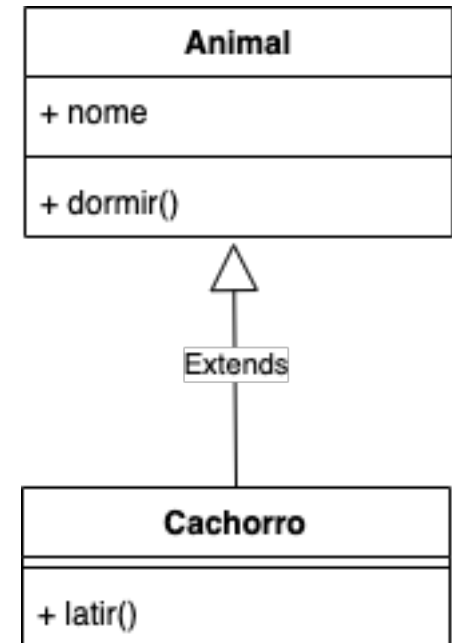 Animal
+ nome
+ dormir()
Extends
Cachorro
+ latir()